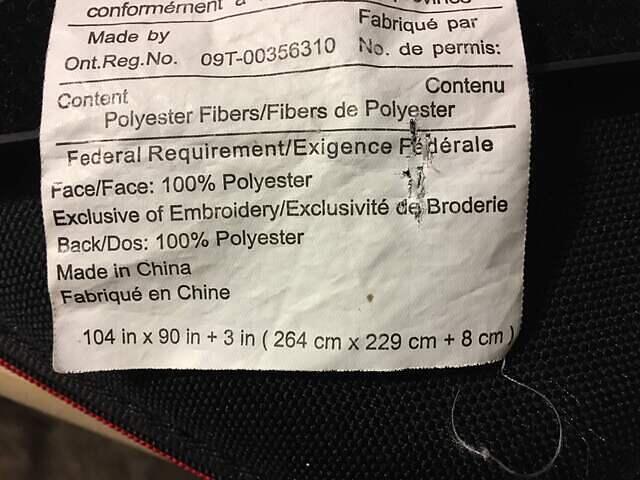 conformément à
Made by Fabriqué par
Ont.Reg.No. 09T-00356310 No. de permis:
Content Contenu
Polyester Fibers/Fibers de Polyester
Federal Requirement/Exigence Fédérale
Face/Face: 100% Polyester
Exclusive of Embroidery/Exclusivité de Broderie
Back/Dos: 100% Polyester
Made in China
Fabriqué en Chine
104 in x 90 in + 3 in ( 264 cm x 229 cm + 8 cm )